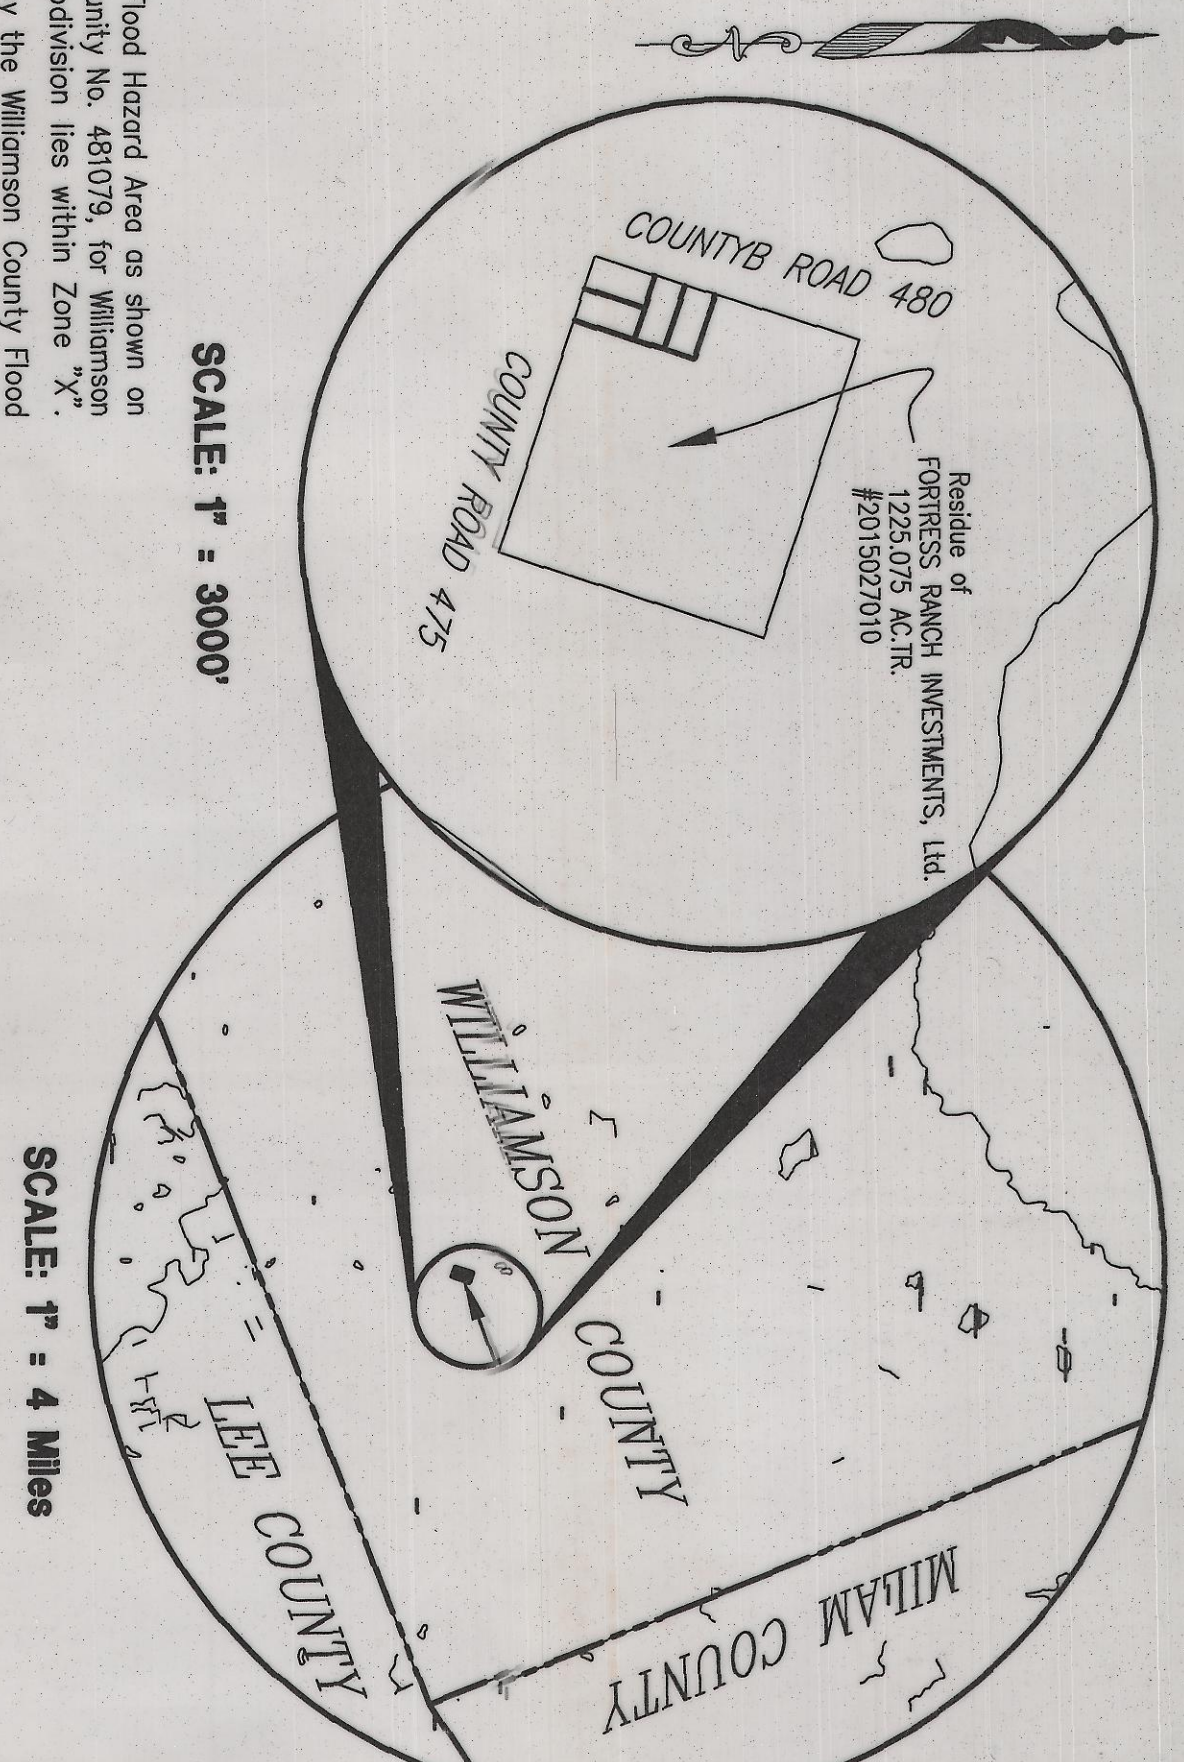 N
COUNTYB ROAD 480
Residue of
FORTRESS RANCH INVESTMENTS, Ltd.
1225.075 AC.TR.
#2015027010
COUNTY ROAD 475
SCALE: 1" = 3000'
WILLIAMSON COUNTY
MILAM COUNTY
LEE COUNTY
SCALE: 1" = 4 Miles
Flood Hazard Area as shown on
unity No. 481079, for Williamson
bdivision lies within Zone "X".
y the Williamson County Flood